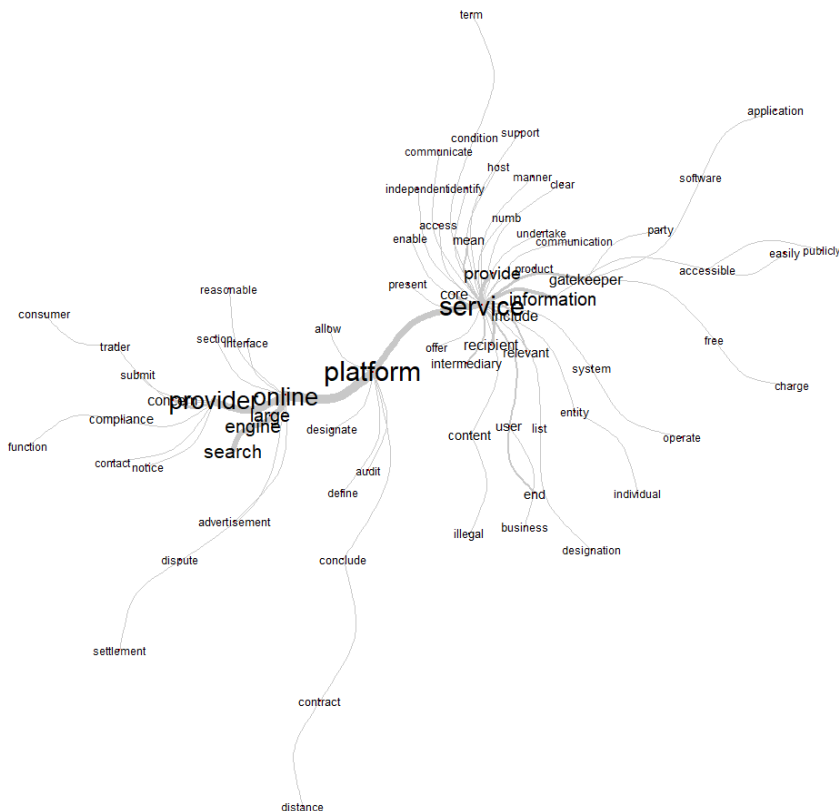 term
application
support
condition
communicate
host
software
manner
clear
independent
identify
numb
access
party
undertake
enable
mean
communication
easily
publicly
provide
product
accessible
gatekeeper
present
core
reasonable
information
service
include
consumer
allow
section
interface
free
trader
offer
recipient
relevant
intermediary
submit
platform
system
charge
concern
provider
online
entity
compliance
large
engine
user
list
designate
content
operate
function
search
contact
notice
audit
define
end
individual
advertisement
business
illegal
designation
dispute
conclude
settlement
contract
distance